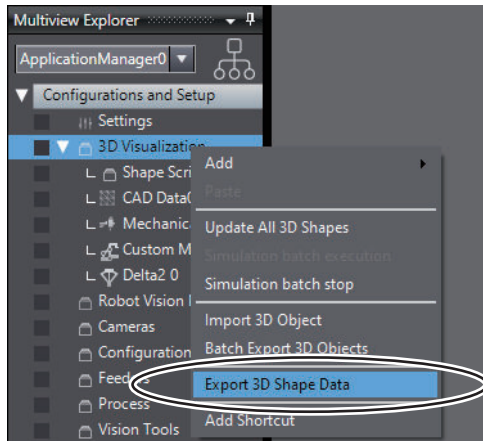 Multiview Explorer
ApplicationManager0
Configurations and Setup
Settings
3D Visualization
Shape Scri
CAD Data0
Mechanic
Custom M
Delta2 0
Robot Vision
Cameras
Configuration
Feeders
Process
Vision Tools
Add
Paste
Update All 3D Shapes
Simulation batch execution
Simulation batch stop
Import 3D Object
Batch Export 3D Objects
Export 3D Shape Data
Add Shortcut